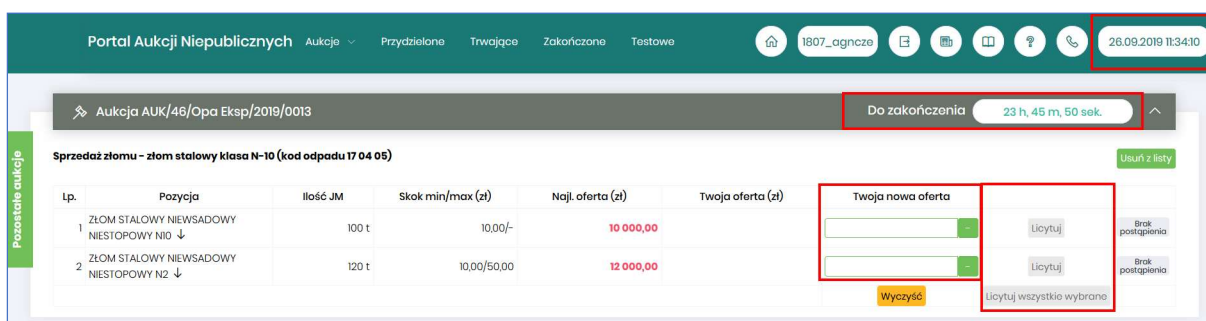 Portal Aukcji Niepublicznych Aukcje Przydzielone Trwające Zakończone Testowe 1807_agncze 26.09.2019 11:34:10
Aukcja AUK/46/Opa Eksp/2019/0013 Do zakończenia 23 h, 45 m, 50 sek.
Pozostałe aukcje
Sprzedaż złomu - złom stalowy klasa N-10 (kod odpadu 17 04 05) Usuń z listy
Lp. Pozycja Ilość JM Skok min/max (zł) Najl. oferta (zł) Twoja oferta (zł) Twoja nowa oferta
1 ZŁOM STALOWY NIEWSADOWY NIESTOPOWY N10 ↓ 100 t 10,00/- 10 000,00 - Licytuj Brak postąpienia
2 ZŁOM STALOWY NIEWSADOWY NIESTOPOWY N2 ↓ 120 t 10,00/50,00 12 000,00 - Licytuj Brak postąpienia
Wyczyść Licytuj wszystkie wybrane